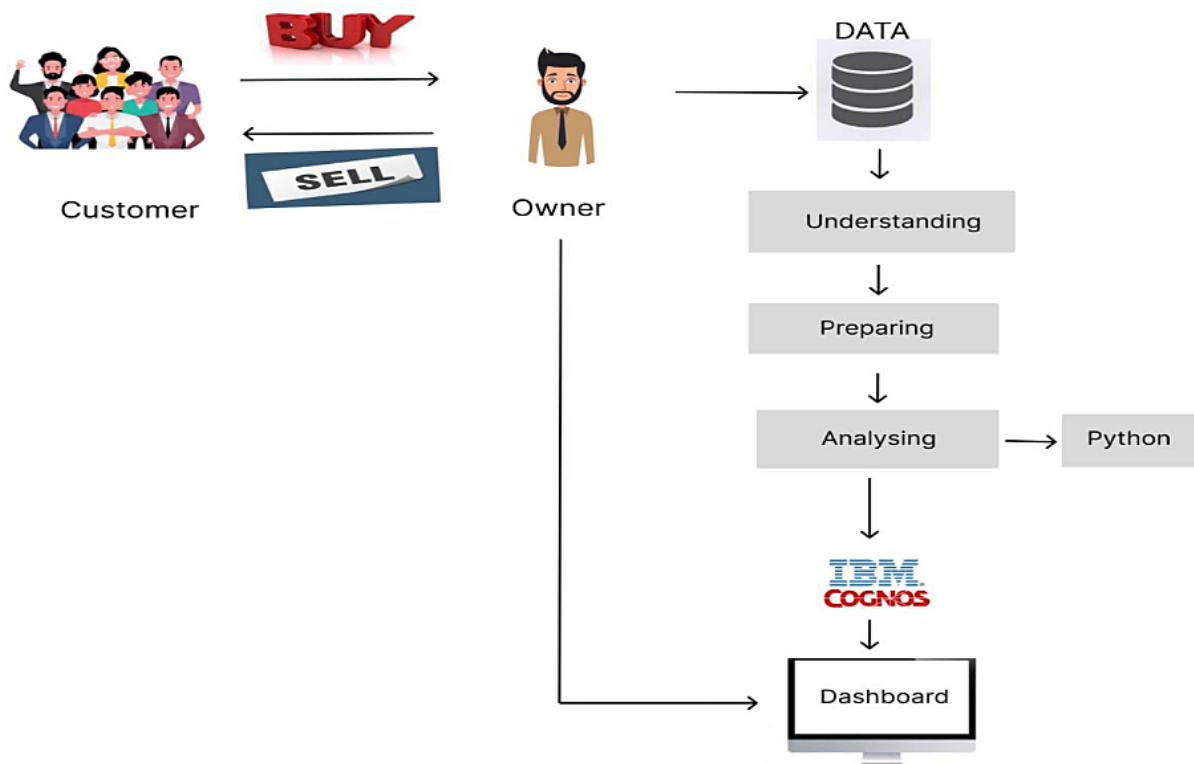 BUY
DATA
SELL
Customer
Owner
Understanding
Preparing
Analysing
Python
IBM.
COGNOS
Dashboard